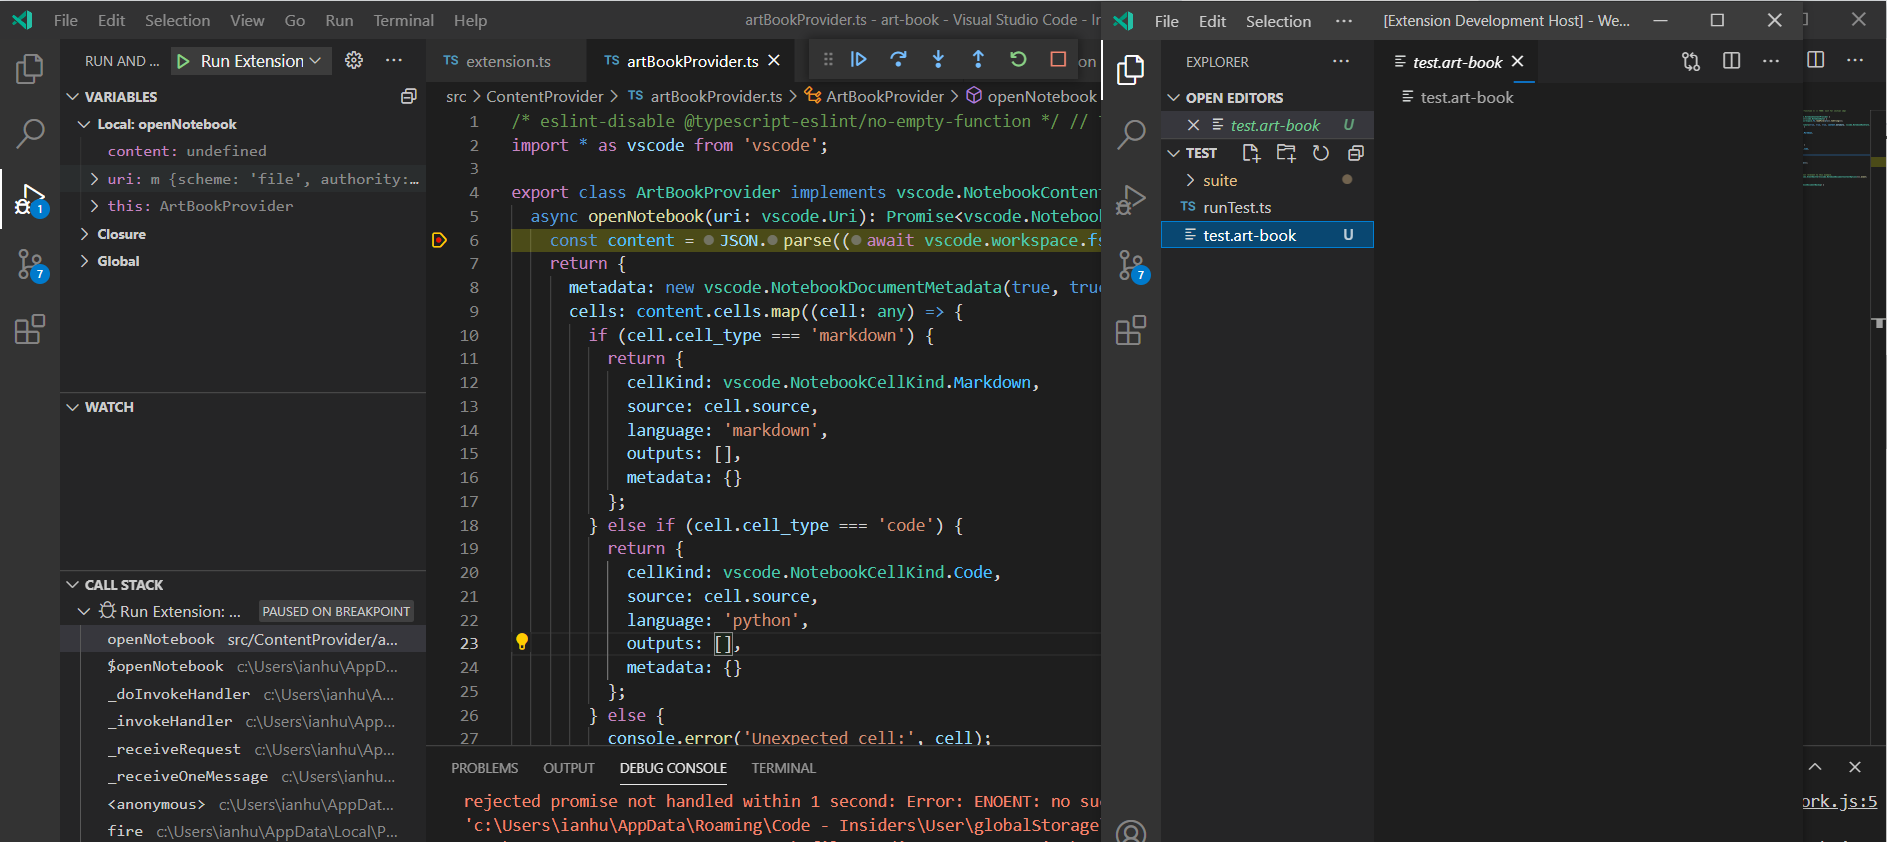 File Edit Selection View Go Run Terminal Help
artBookProvider.ts - art-book - Visual Studio Code - In
RUN AND ... Run Extension
VARIABLES
Local: openNotebook
content: undefined
uri: m {scheme: 'file', authority:...
this: ArtBookProvider
Closure
Global
WATCH
CALL STACK
Run Extension: ... PAUSED ON BREAKPOINT
openNotebook src/ContentProvider/a...
$openNotebook c:\Users\ianhu\AppD...
_doInvokeHandler c:\Users\ianhu\A...
_invokeHandler c:\Users\ianhu\App...
_receiveRequest c:\Users\ianhu\Ap...
_receiveOneMessage c:\Users\ianhu...
<anonymous> c:\Users\ianhu\AppDat...
fire c:\Users\ianhu\AppData\Local\P...
1
7
TS extension.ts TS artBookProvider.ts
on
src > ContentProvider > TS artBookProvider.ts > ArtBookProvider > openNotebook
1 /* eslint-disable @typescript-eslint/no-empty-function */ //
2 import * as vscode from 'vscode';
3
4 export class ArtBookProvider implements vscode.NotebookContent
5 async openNotebook(uri: vscode.Uri): Promise<vscode.Notebook
6 const content = JSON. parse(( await vscode.workspace.fs
7 return {
8 metadata: new vscode.NotebookDocumentMetadata(true, true
9 cells: content.cells.map((cell: any) => {
10 if (cell.cell_type === 'markdown') {
11 return {
12 cellKind: vscode.NotebookCellKind.Markdown,
13 source: cell.source,
14 language: 'markdown',
15 outputs: [],
16 metadata: {}
17 };
18 } else if (cell.cell_type === 'code') {
19 return {
20 cellKind: vscode.NotebookCellKind.Code,
21 source: cell.source,
22 language: 'python',
23 outputs: [],
24 metadata: {}
25 };
26 } else {
27 console.error('Unexpected cell:', cell);
PROBLEMS OUTPUT DEBUG CONSOLE TERMINAL
rejected promise not handled within 1 second: Error: ENOENT: no suc
'c:\Users\ianhu\AppData\Roaming\Code - Insiders\User\globalStorage\
ork.js:5
File Edit Selection ··· [Extension Development Host] - We...
EXPLORER
OPEN EDITORS
test.art-book U
TEST
suite
TS runTest.ts
test.art-book U
7
test.art-book
test.art-book